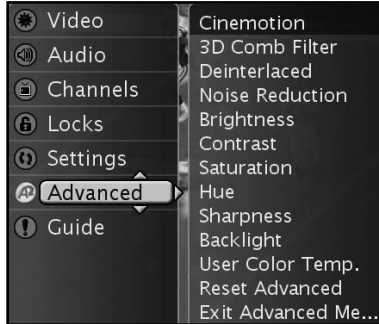 Video
Audio
Channels
Locks
Settings
Advanced
Guide
Cinemotion
3D Comb Filter
Deinterlaced
Noise Reduction
Brightness
Contrast
Saturation
Hue
Sharpness
Backlight
User Color Temp.
Reset Advanced
Exit Advanced Me...